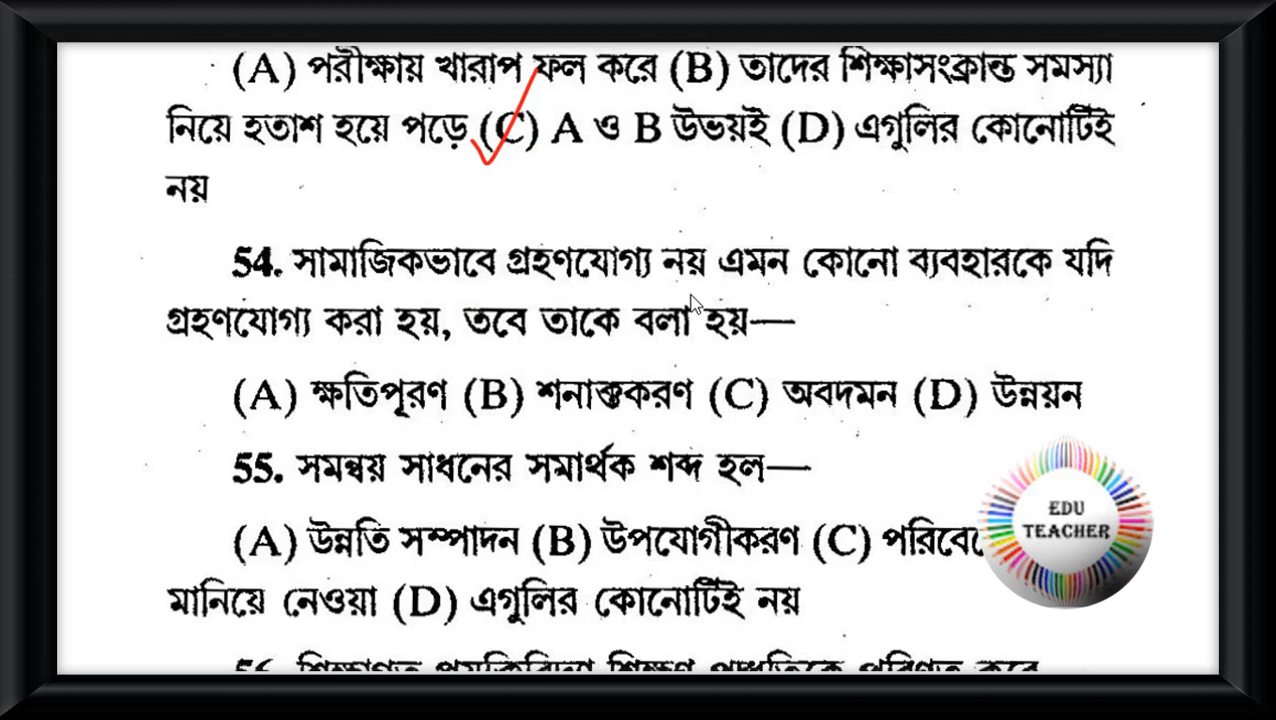 (A) পরীক্ষায় খারাপ ফল করে (B) তাদের শিক্ষাসংক্রান্ত সমস্যা
নিয়ে হতাশ হয়ে পড়ে (C) A ও B উভয়ই (D) এগুলির কোনোটিই
নয়
54. সামাজিকভাবে গ্রহণযোগ্য নয় এমন কোনো ব্যবহারকে যদি
গ্রহণযোগ্য করা হয়, তবে তাকে বলা হয়—
(A) ক্ষতিপূরণ (B) শনাক্তকরণ (C) অবদমন (D) উন্নয়ন
55. সমন্বয় সাধনের সমার্থক শব্দ হল—
(A) উন্নতি সম্পাদন (B) উপযোগীকরণ (C)
মানিয়ে নেওয়া (D) এগুলির কোনোটিই নয়
EDU
TEACHER